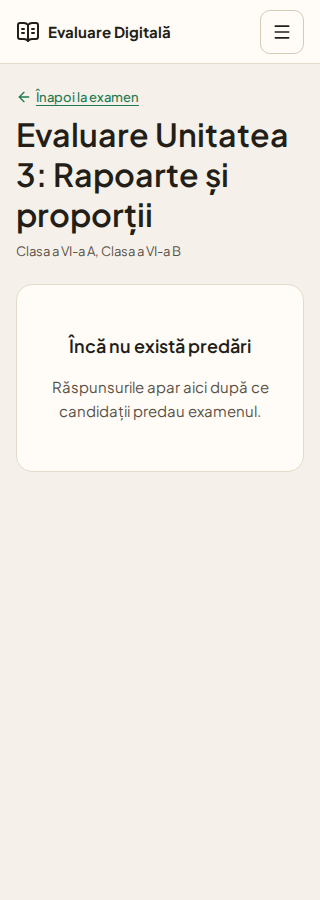 Evaluare Digitală
Înapoi la examen
Evaluare Unitatea
3: Rapoarte și
proporții
Clasa a VI-a A, Clasa a VI-a B
Încă nu există predări
Răspunsurile apar aici după ce
candidații predau examenul.